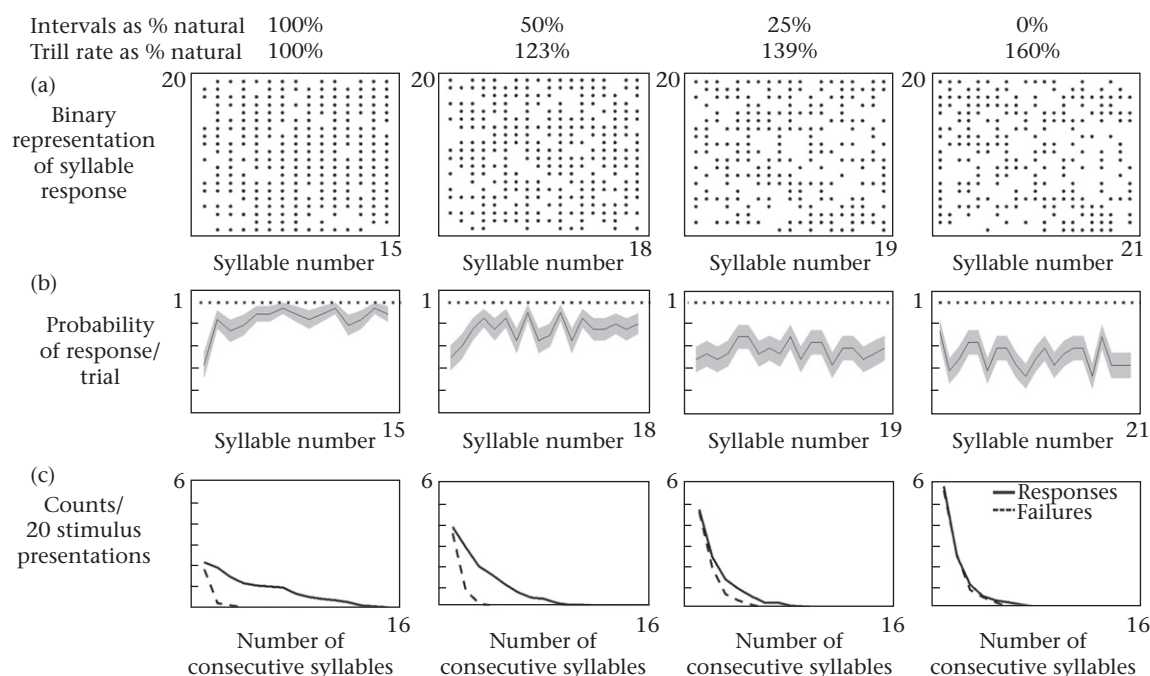 Intervals as % natural 100% 50% 25% 0%
Trill rate as % natural 100% 123% 139% 160%
(a)
Binary
representation
of syllable
response
20 20 20 20
15 18 19 21
Syllable number Syllable number Syllable number Syllable number
(b)
Probability
of response/
trial
1 1 1 1
15 18 19 21
Syllable number Syllable number Syllable number Syllable number
(c)
Counts/
20 stimulus
presentations
6 6 6 6
Responses
Failures
16 16 16 16
Number of Number of Number of Number of
consecutive syllables consecutive syllables consecutive syllables consecutive syllables